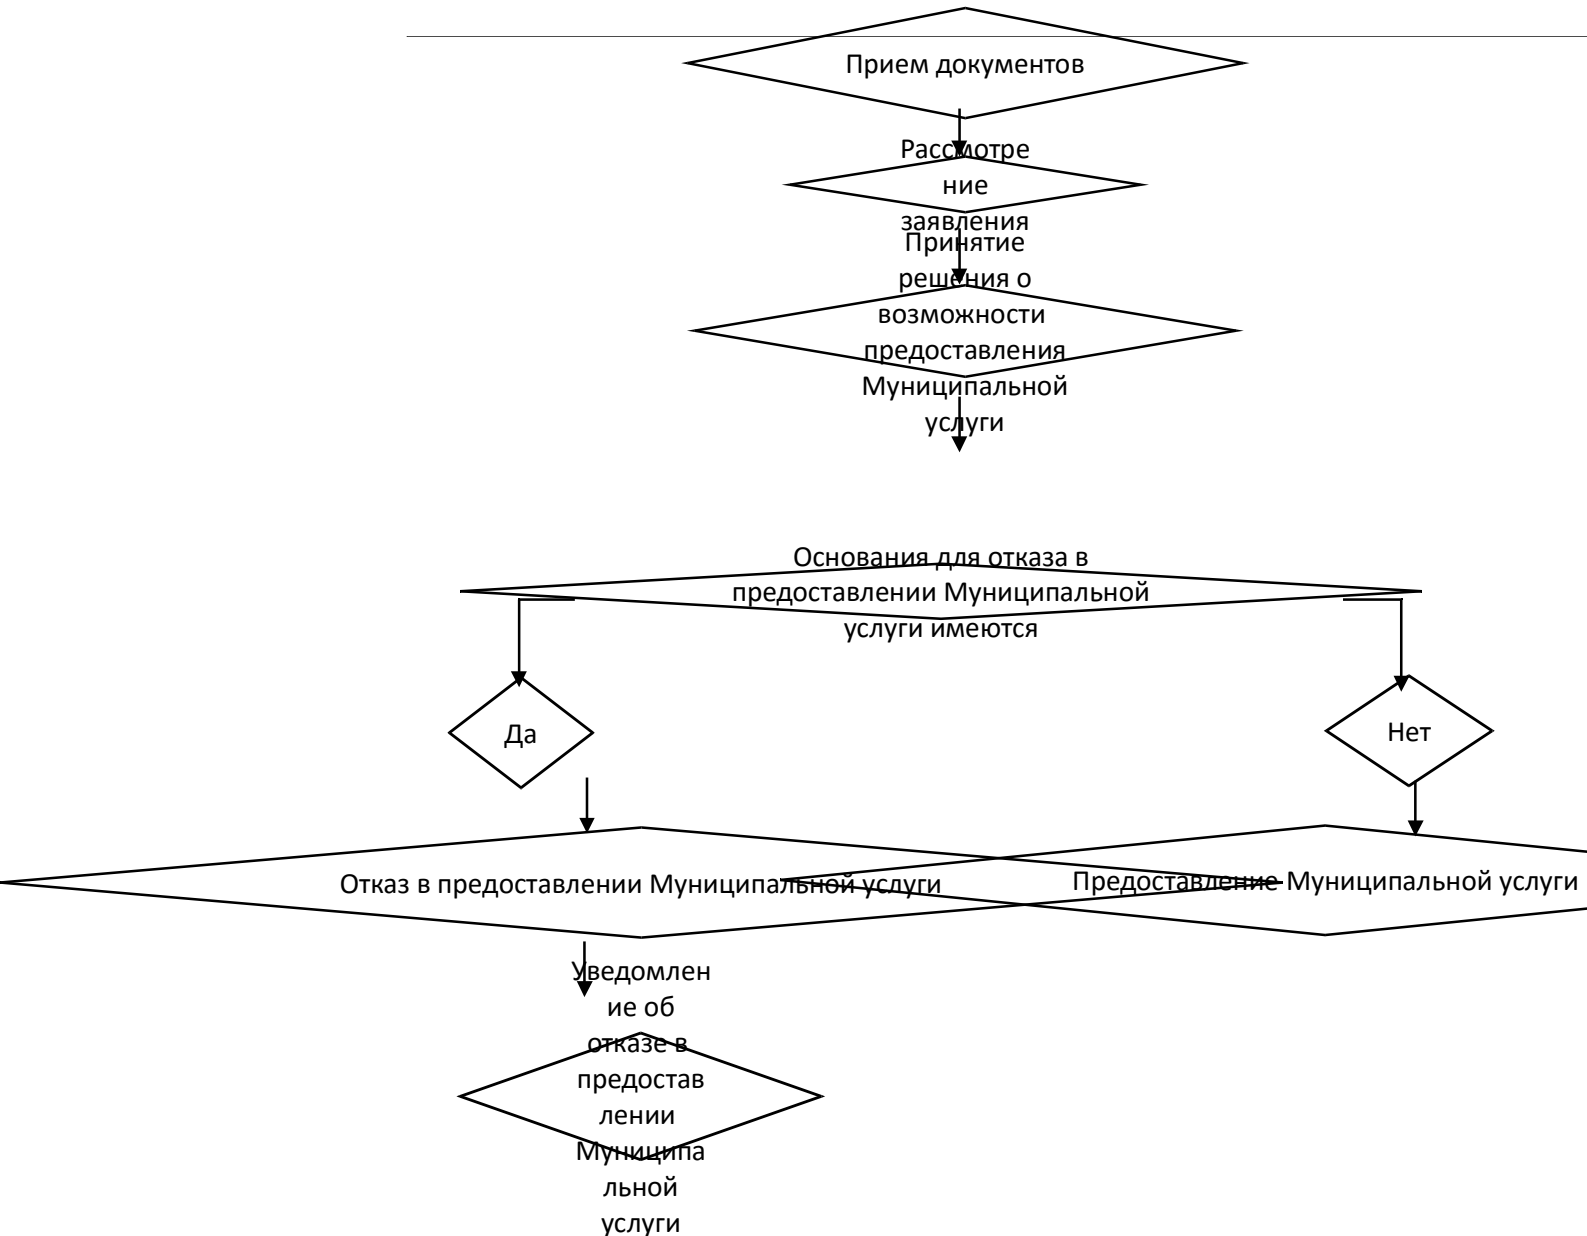 Прием документов
Рассмотре
ние
заявления
Принятие
решения о
возможности
предоставления
Муниципальной
услуги
Основания для отказа в
предоставлении Муниципальной
услуги имеются
Да
Нет
Отказ в предоставлении Муниципальной услуги
Предоставление Муниципальной услуги
Уведомлен
ие об
отказе в
предостав
лении
Муниципа
льной
услуги